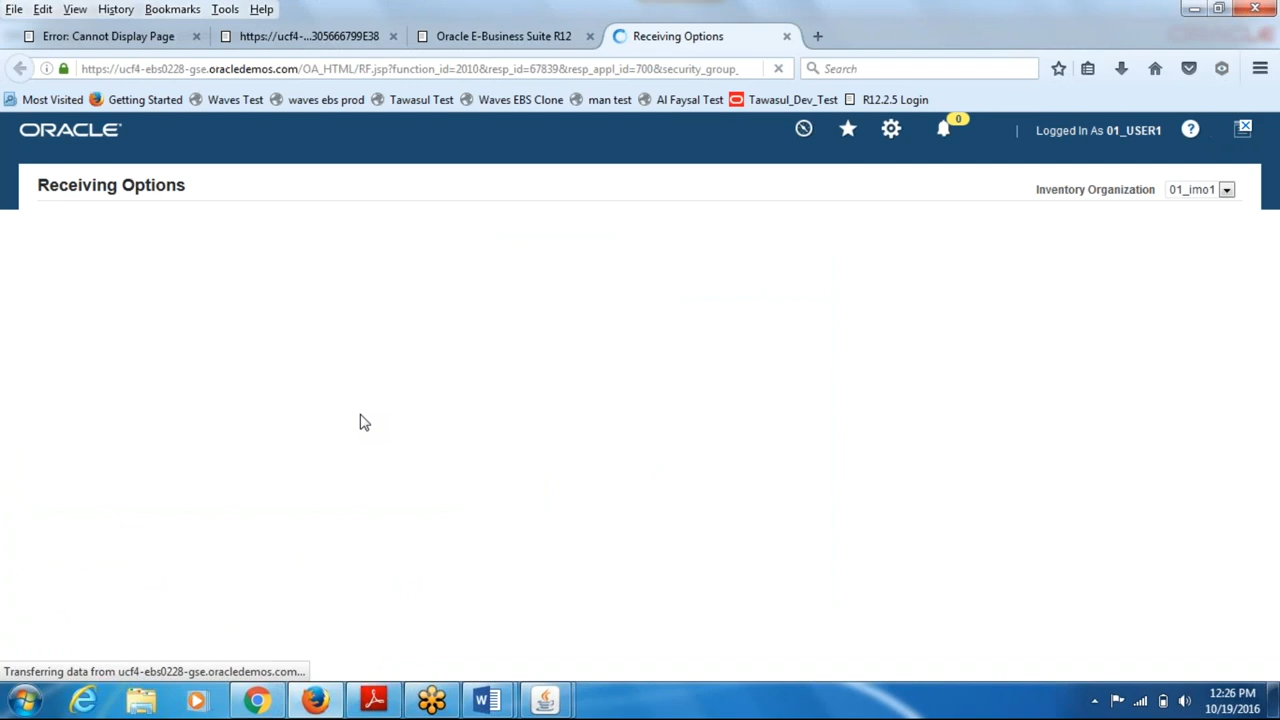 File Edit View History Bookmarks Tools Help
Error: Cannot Display Page https://ucf4-...305666799E38 Oracle E-Business Suite R12 Receiving Options
https://ucf4-ebs0228-gse.oracledemos.com/OA_HTML/RF.jsp?function_id=2010&resp_id=67839&resp_appl_id=700&security_group_ Search
Most Visited Getting Started Waves Test waves ebs prod Tawasul Test Waves EBS Clone man test Al Faysal Test Tawasul_Dev_Test R12.2.5 Login
ORACLE 0 | Logged In As 01_USER1
Receiving Options Inventory Organization 01_imo1
Transferring data from ucf4-ebs0228-gse.oracledemos.com...
12:26 PM
10/19/2016